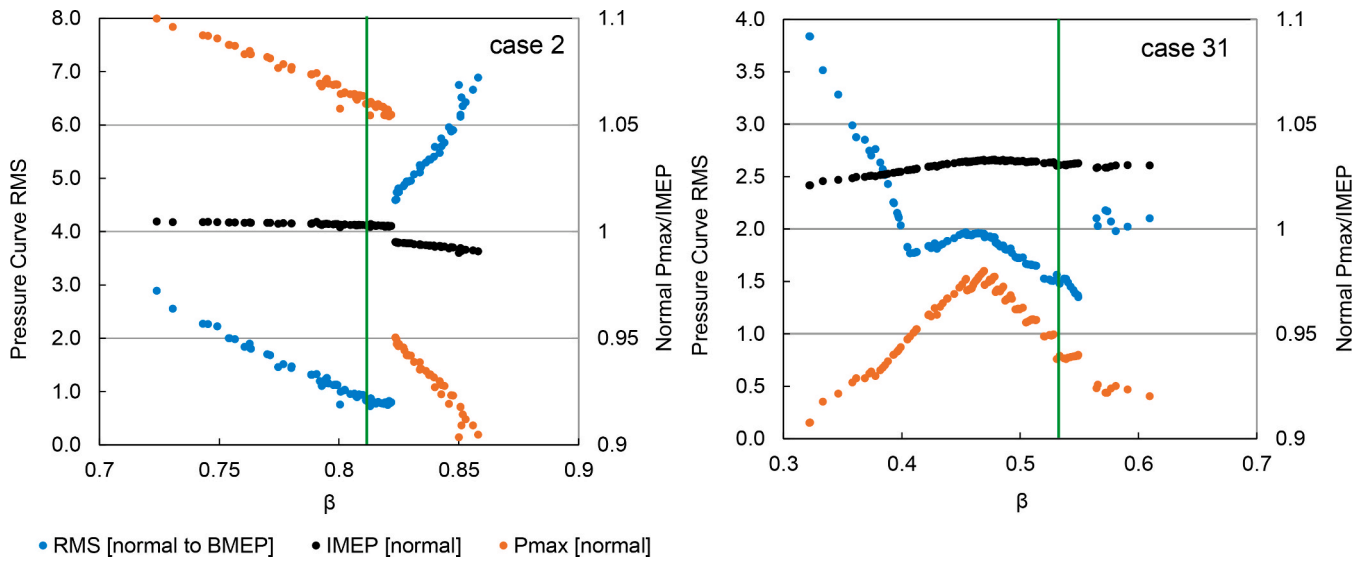 case 2
8.0
7.0
6.0
5.0
4.0
3.0
2.0
1.0
0.0
Pressure Curve RMS
1.1
1.05
1
0.95
0.9
Normal Pmax/IMEP
0.7 0.75 0.8 0.85 0.9
β
case 31
4.0
3.5
3.0
2.5
2.0
1.5
1.0
0.5
0.0
Pressure Curve RMS
1.1
1.05
1
0.95
0.9
Normal Pmax/IMEP
0.3 0.4 0.5 0.6 0.7
β
RMS [normal to BMEP] IMEP [normal] Pmax [normal]